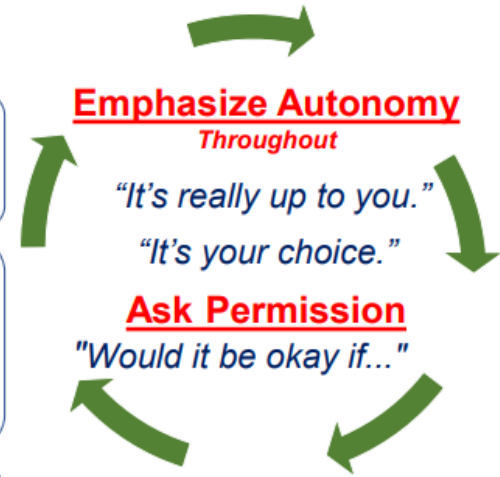 Emphasize Autonomy
Throughout
“It’s really up to you.”
“It’s your choice.”
Ask Permission
"Would it be okay if..."